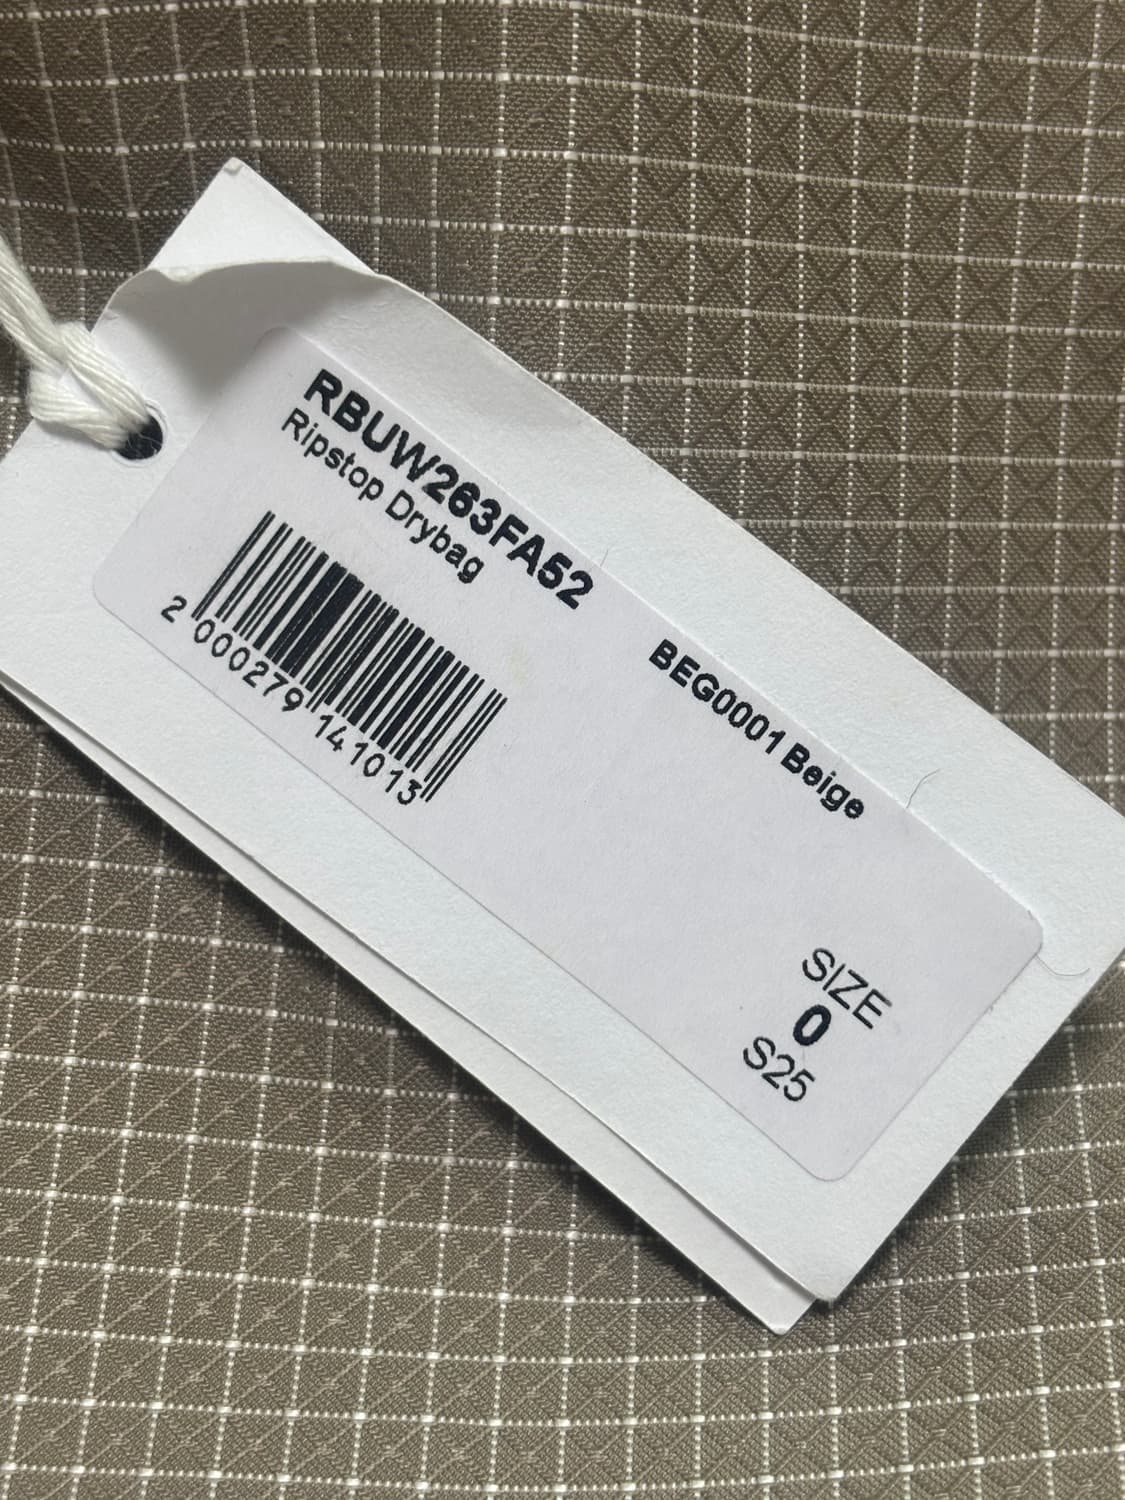 RBUW263FA52
Ripstop Drybag
2 000279 141013
BEG0001 Beige
SIZE
0
S25